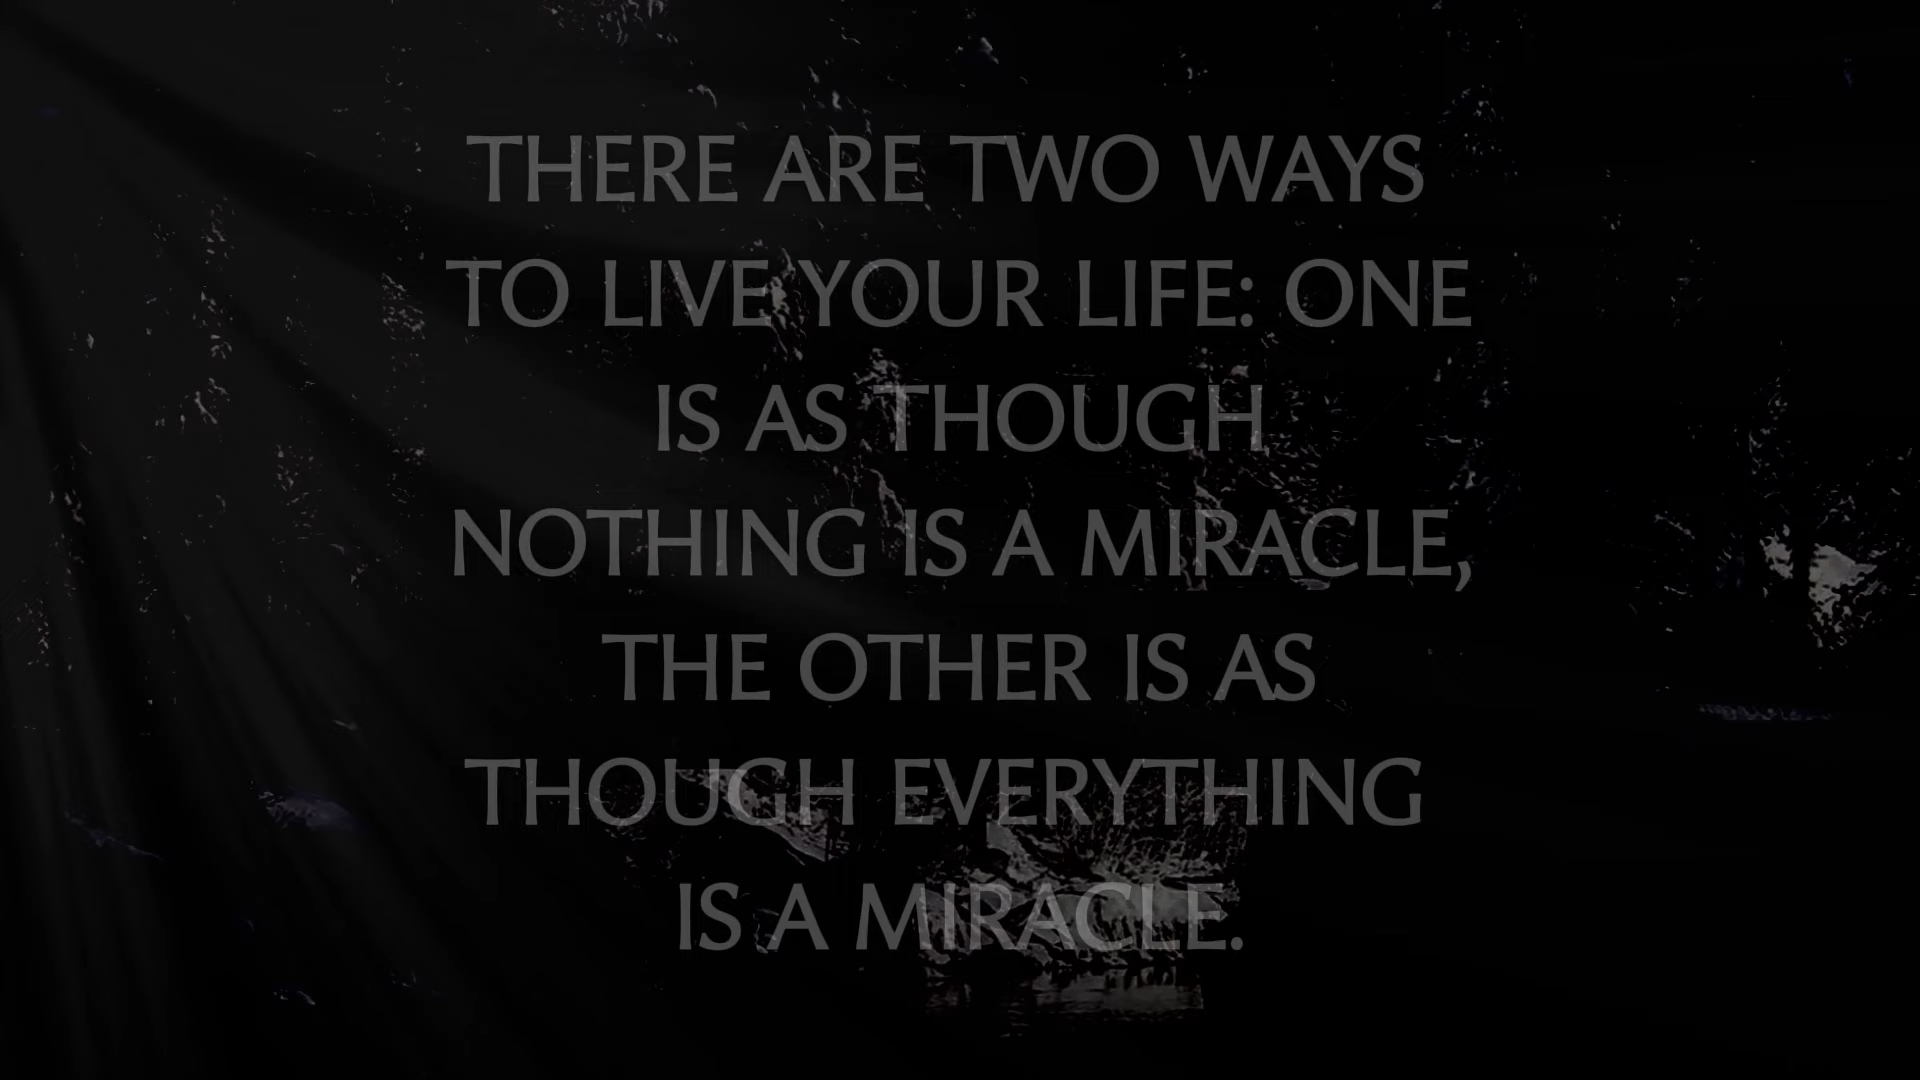 THERE ARE TWO WAYS
TO LIVE YOUR LIFE: ONE
IS AS THOUGH
NOTHING IS A MIRACLE,
THE OTHER IS AS
THOUGH EVERYTHING
IS A MIRACLE.